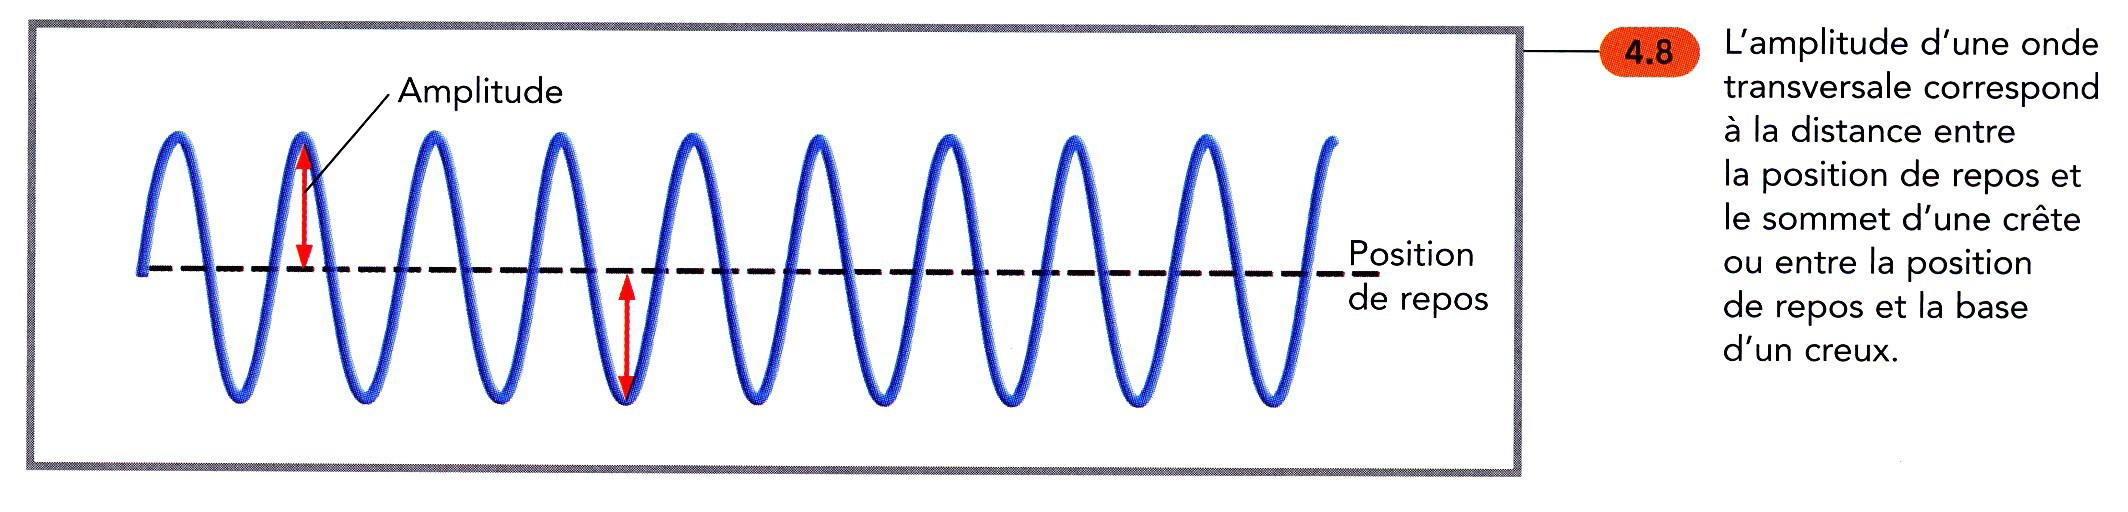 Amplitude
Position
de repos
4.8
L'amplitude d'une onde
transversale correspond
à la distance entre
la position de repos et
le sommet d'une crête
ou entre la position
de repos et la base
d'un creux.